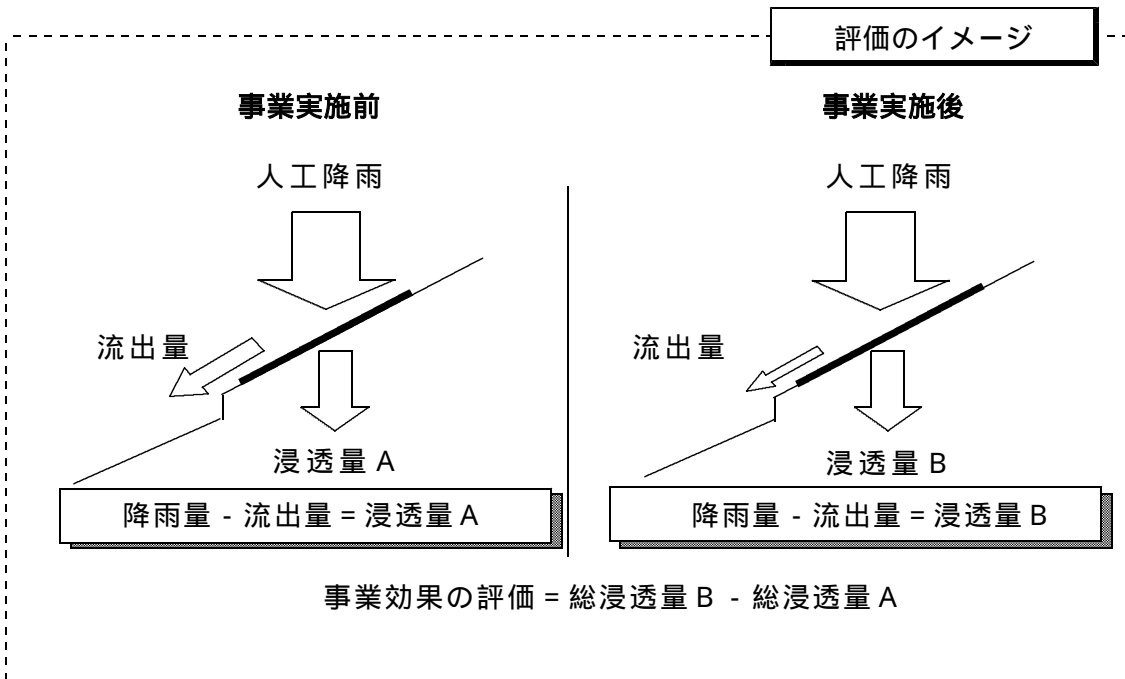 評価のイメージ
事業実施前
人工降雨
流出量
浸透量A
降雨量 - 流出量 = 浸透量A
事業実施後
人工降雨
流出量
浸透量B
降雨量 - 流出量 = 浸透量B
事業効果の評価 = 総浸透量B - 総浸透量A